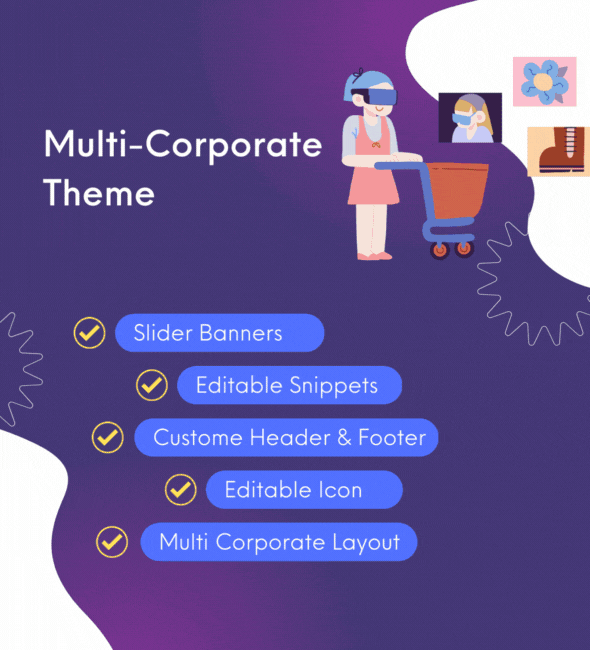 Multi-Corporate
Theme
Slider Banners
Editable Snippets
Custome Header & Footer
Editable Icon
Multi Corporate Layout